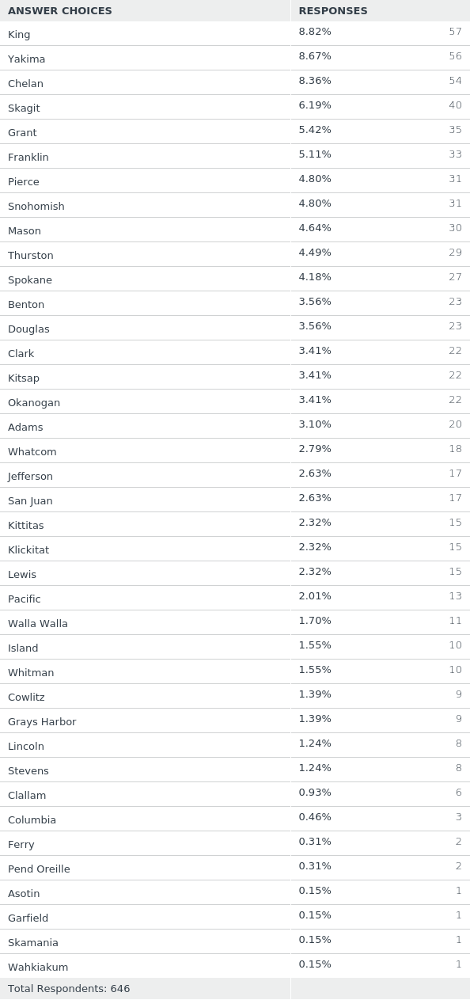 ANSWER CHOICES RESPONSES
King 8.82% 57
Yakima 8.67% 56
Chelan 8.36% 54
Skagit 6.19% 40
Grant 5.42% 35
Franklin 5.11% 33
Pierce 4.80% 31
Snohomish 4.80% 31
Mason 4.64% 30
Thurston 4.49% 29
Spokane 4.18% 27
Benton 3.56% 23
Douglas 3.56% 23
Clark 3.41% 22
Kitsap 3.41% 22
Okanogan 3.41% 22
Adams 3.10% 20
Whatcom 2.79% 18
Jefferson 2.63% 17
San Juan 2.63% 17
Kittitas 2.32% 15
Klickitat 2.32% 15
Lewis 2.32% 15
Pacific 2.01% 13
Walla Walla 1.70% 11
Island 1.55% 10
Whitman 1.55% 10
Cowlitz 1.39% 9
Grays Harbor 1.39% 9
Lincoln 1.24% 8
Stevens 1.24% 8
Clallam 0.93% 6
Columbia 0.46% 3
Ferry 0.31% 2
Pend Oreille 0.31% 2
Asotin 0.15% 1
Garfield 0.15% 1
Skamania 0.15% 1
Wahkiakum 0.15% 1
Total Respondents: 646